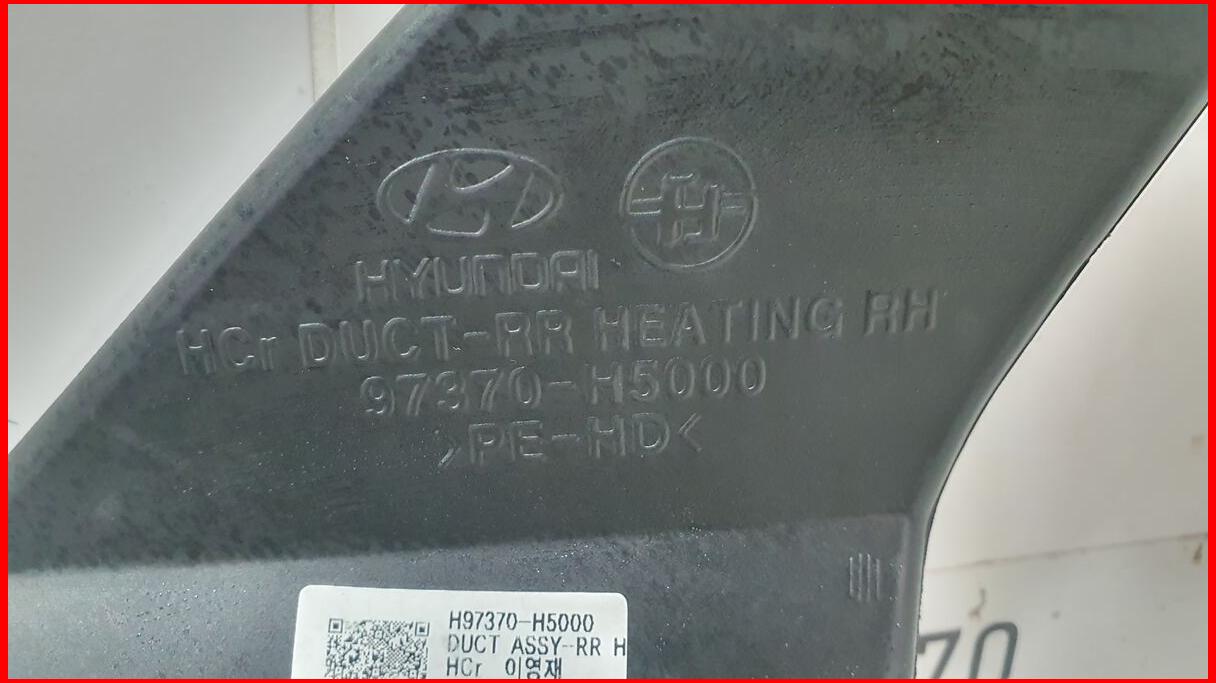 HYUNDAI
HCr DUCT-RR HEATING RH
97370-H5000
>PE-HD<
H97370-H5000
DUCT ASSY-RR H
HCr 이영재
70